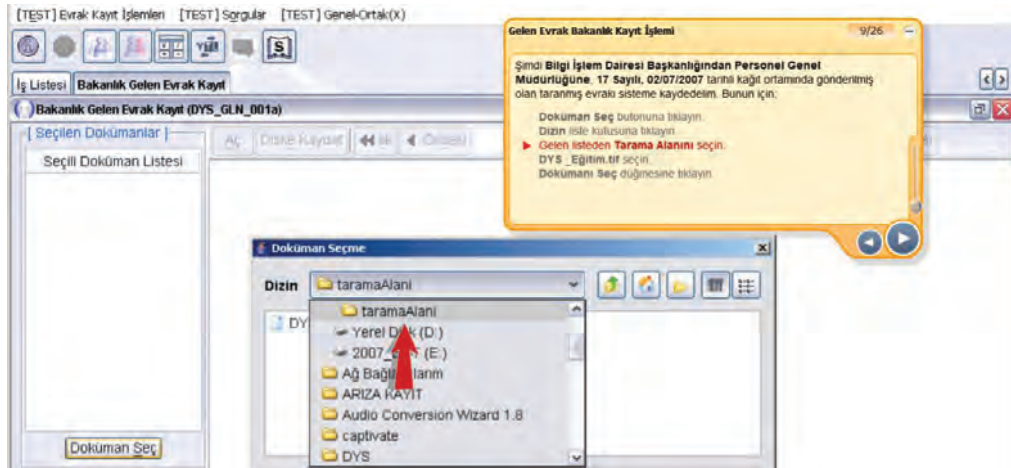 [TEST] Evrak Kayıt İşlemleri [TEST] Sorgular [TEST] Genel-Ortak(X)
İş Listesi Bakanlık Gelen Evrak Kayıt
Bakanlık Gelen Evrak Kayıt (DYS_GLN_001a)
[ Seçilen Dokümanlar ]
Seçili Doküman Listesi
Aç Diske Kaydet İlk Önceki
Doküman Seç
Gelen Evrak Bakanlık Kayıt İşlemi 9/26
Şimdi Bilgi İşlem Dairesi Başkanlığından Personel Genel
Müdürlüğüne, 17 Sayılı, 02/07/2007 tarihli kağıt ortamında gönderilmiş
olan taranmış evrakı sisteme kaydedelim. Bunun için;
Doküman Seç butonuna tıklayın.
Dizin liste kutusuna tıklayın.
Gelen listeden Tarama Alanını seçin.
DYS_Eğitim.tif seçin.
Dokümanı Seç düğmesine tıklayın.
Doküman Seçme
Dizin taramaAlani
DY
taramaAlani
Yerel Disk (D:)
2007_ (E:)
Ağ Bağlantılarım
ARIZA KAYIT
Audio Conversion Wizard 1.8
captivate
DYS